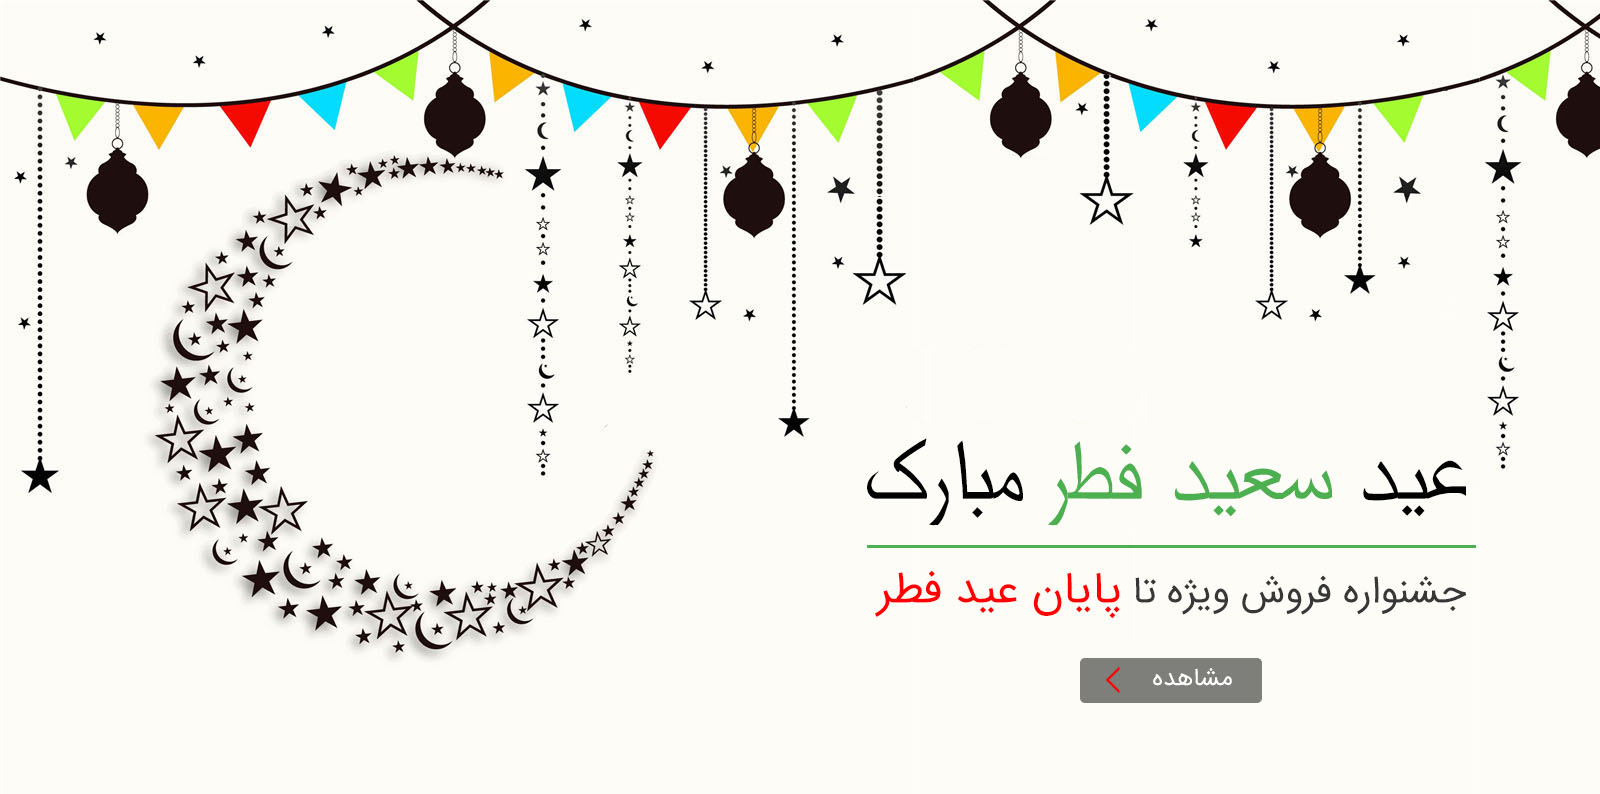 عید سعید فطر مبارک
جشنواره فروش ویژه تا پایان عید فطر
مشاهده